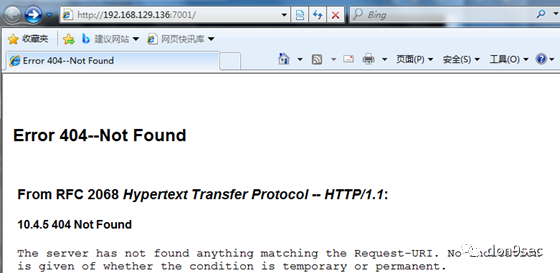 http://192.168.129.136:7001/
Bing
收藏夹 建议网站 网页快讯库
Error 404--Not Found
页面(P) 安全(S) 工具(O)
Error 404--Not Found
From RFC 2068 Hypertext Transfer Protocol -- HTTP/1.1:
10.4.5 404 Not Found
The server has not found anything matching the Request-URI. No
is given of whether the condition is temporary or permanent.
don9sec